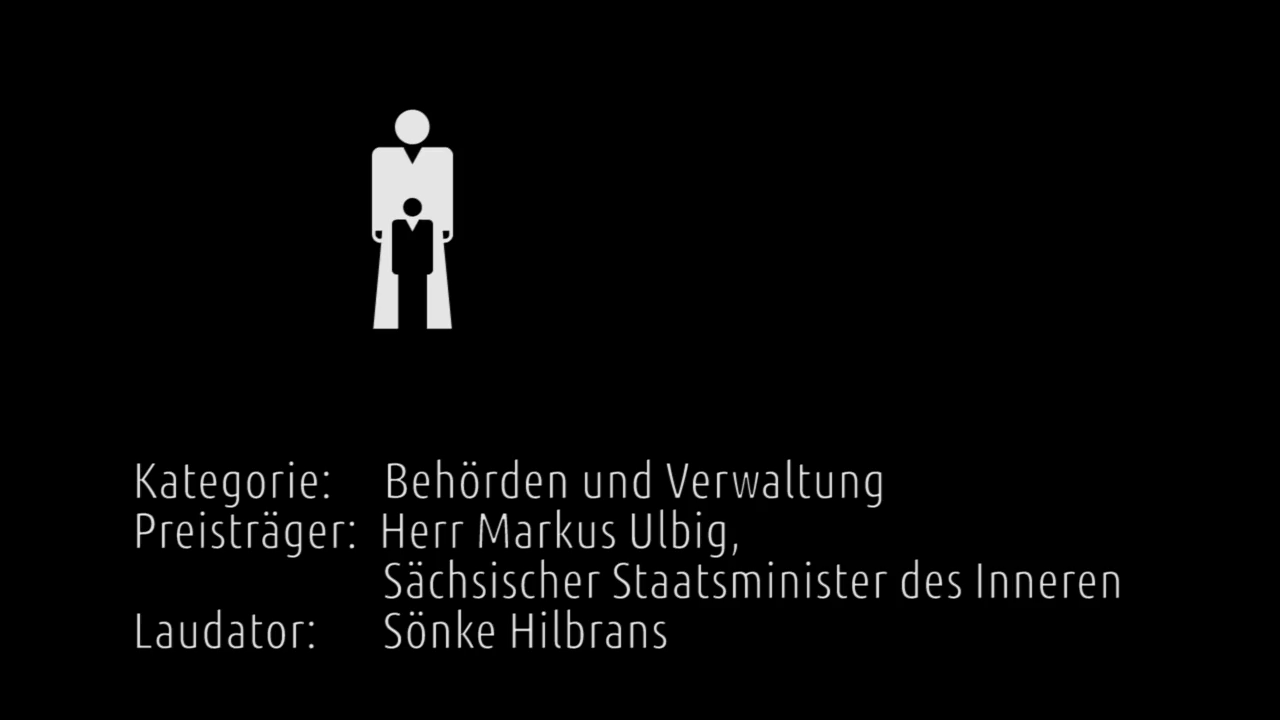 Kategorie: Behörden und Verwaltung
Preisträger: Herr Markus Ulbig,
Sächsischer Staatsminister des Inneren
Laudator: Sönke Hilbrans